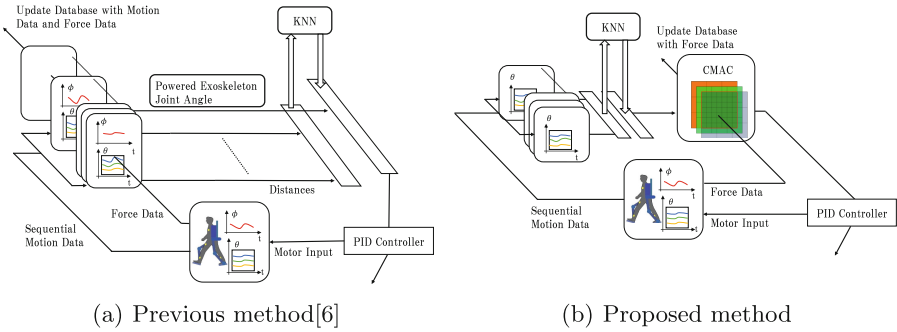 Update Database with Motion
Data and Force Data
KNN
Powered Exoskeleton
Joint Angle
ϕ
θ
t
ϕ
θ
t
t
Distances
Force Data
Sequential
Motion Data
ϕ
t
θ
t
Motor Input
PID Controller
(a) Previous method[6]
KNN
Update Database
with Force Data
CMAC
θ
θ
t
ϕ
t
θ
t
Force Data
Sequential
Motion Data
Motor Input
PID Controller
(b) Proposed method